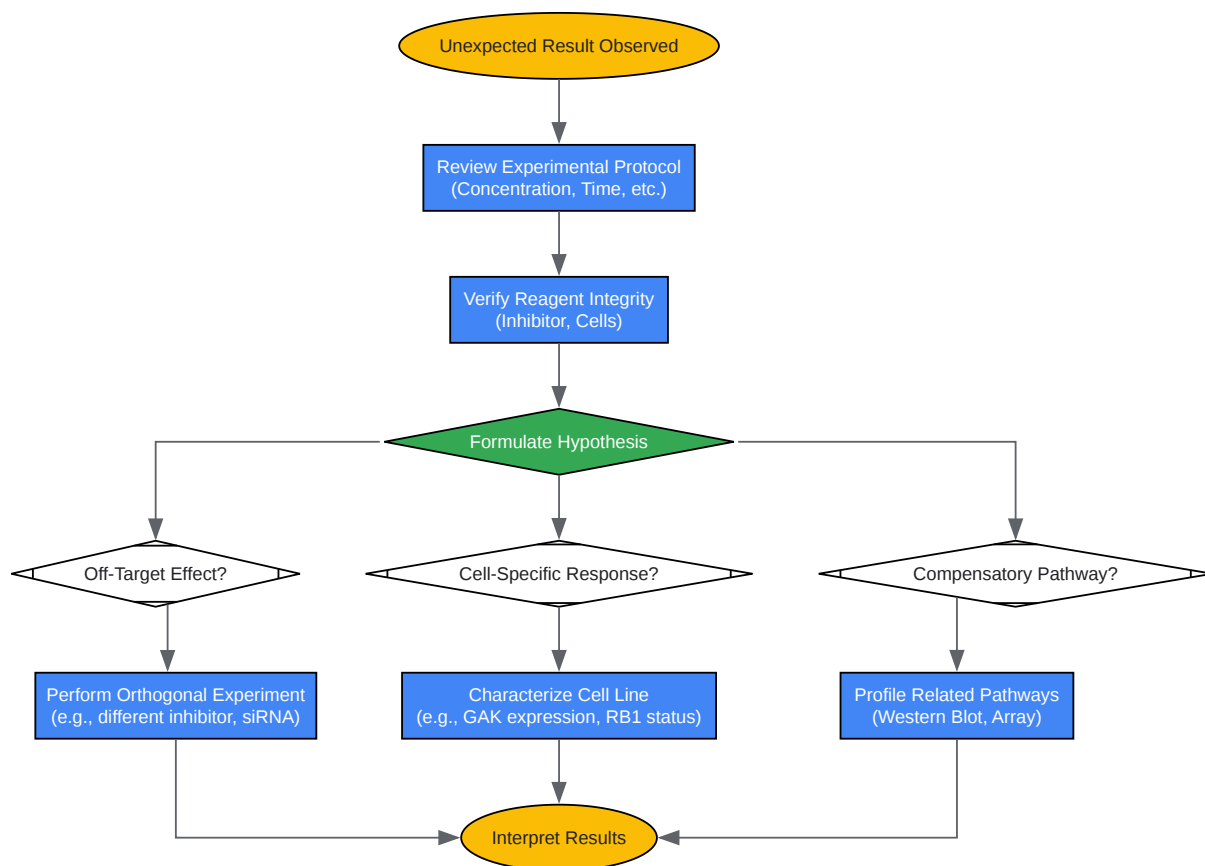 Unexpected Result Observed
Review Experimental Protocol
(Concentration, Time, etc.)
Verify Reagent Integrity
(Inhibitor, Cells)
Formulate Hypothesis
Off-Target Effect?
Cell-Specific Response?
Compensatory Pathway?
Perform Orthogonal Experiment
(e.g., different inhibitor, siRNA)
Characterize Cell Line
(e.g., GAK expression, RB1 status)
Profile Related Pathways
(Western Blot, Array)
Interpret Results